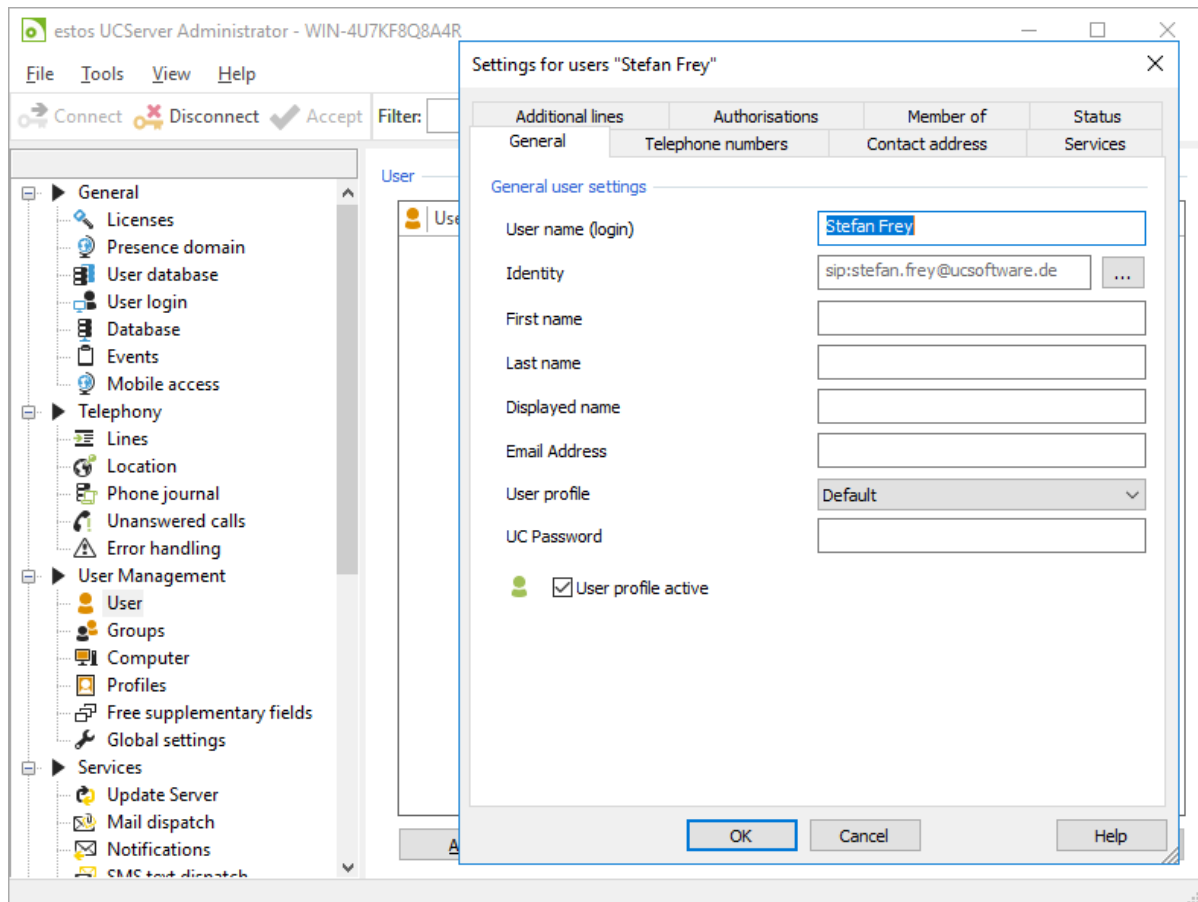 estos UCServer Administrator - WIN-4U7KF8Q8A4R
File Tools View Help
Connect Disconnect Accept Filter:
General
Licenses
Presence domain
User database
User login
Database
Events
Mobile access
Telephony
Lines
Location
Phone journal
Unanswered calls
Error handling
User Management
User
Groups
Computer
Profiles
Free supplementary fields
Global settings
Services
Update Server
Mail dispatch
Notifications
SMS text dispatch
User
Use
A
Settings for users "Stefan Frey"
Additional lines Authorisations Member of Status
General Telephone numbers Contact address Services
General user settings
User name (login) Stefan Frey
Identity sip:stefan.frey@ucsoftware.de ...
First name
Last name
Displayed name
Email Address
User profile Default
UC Password
User profile active
OK Cancel Help